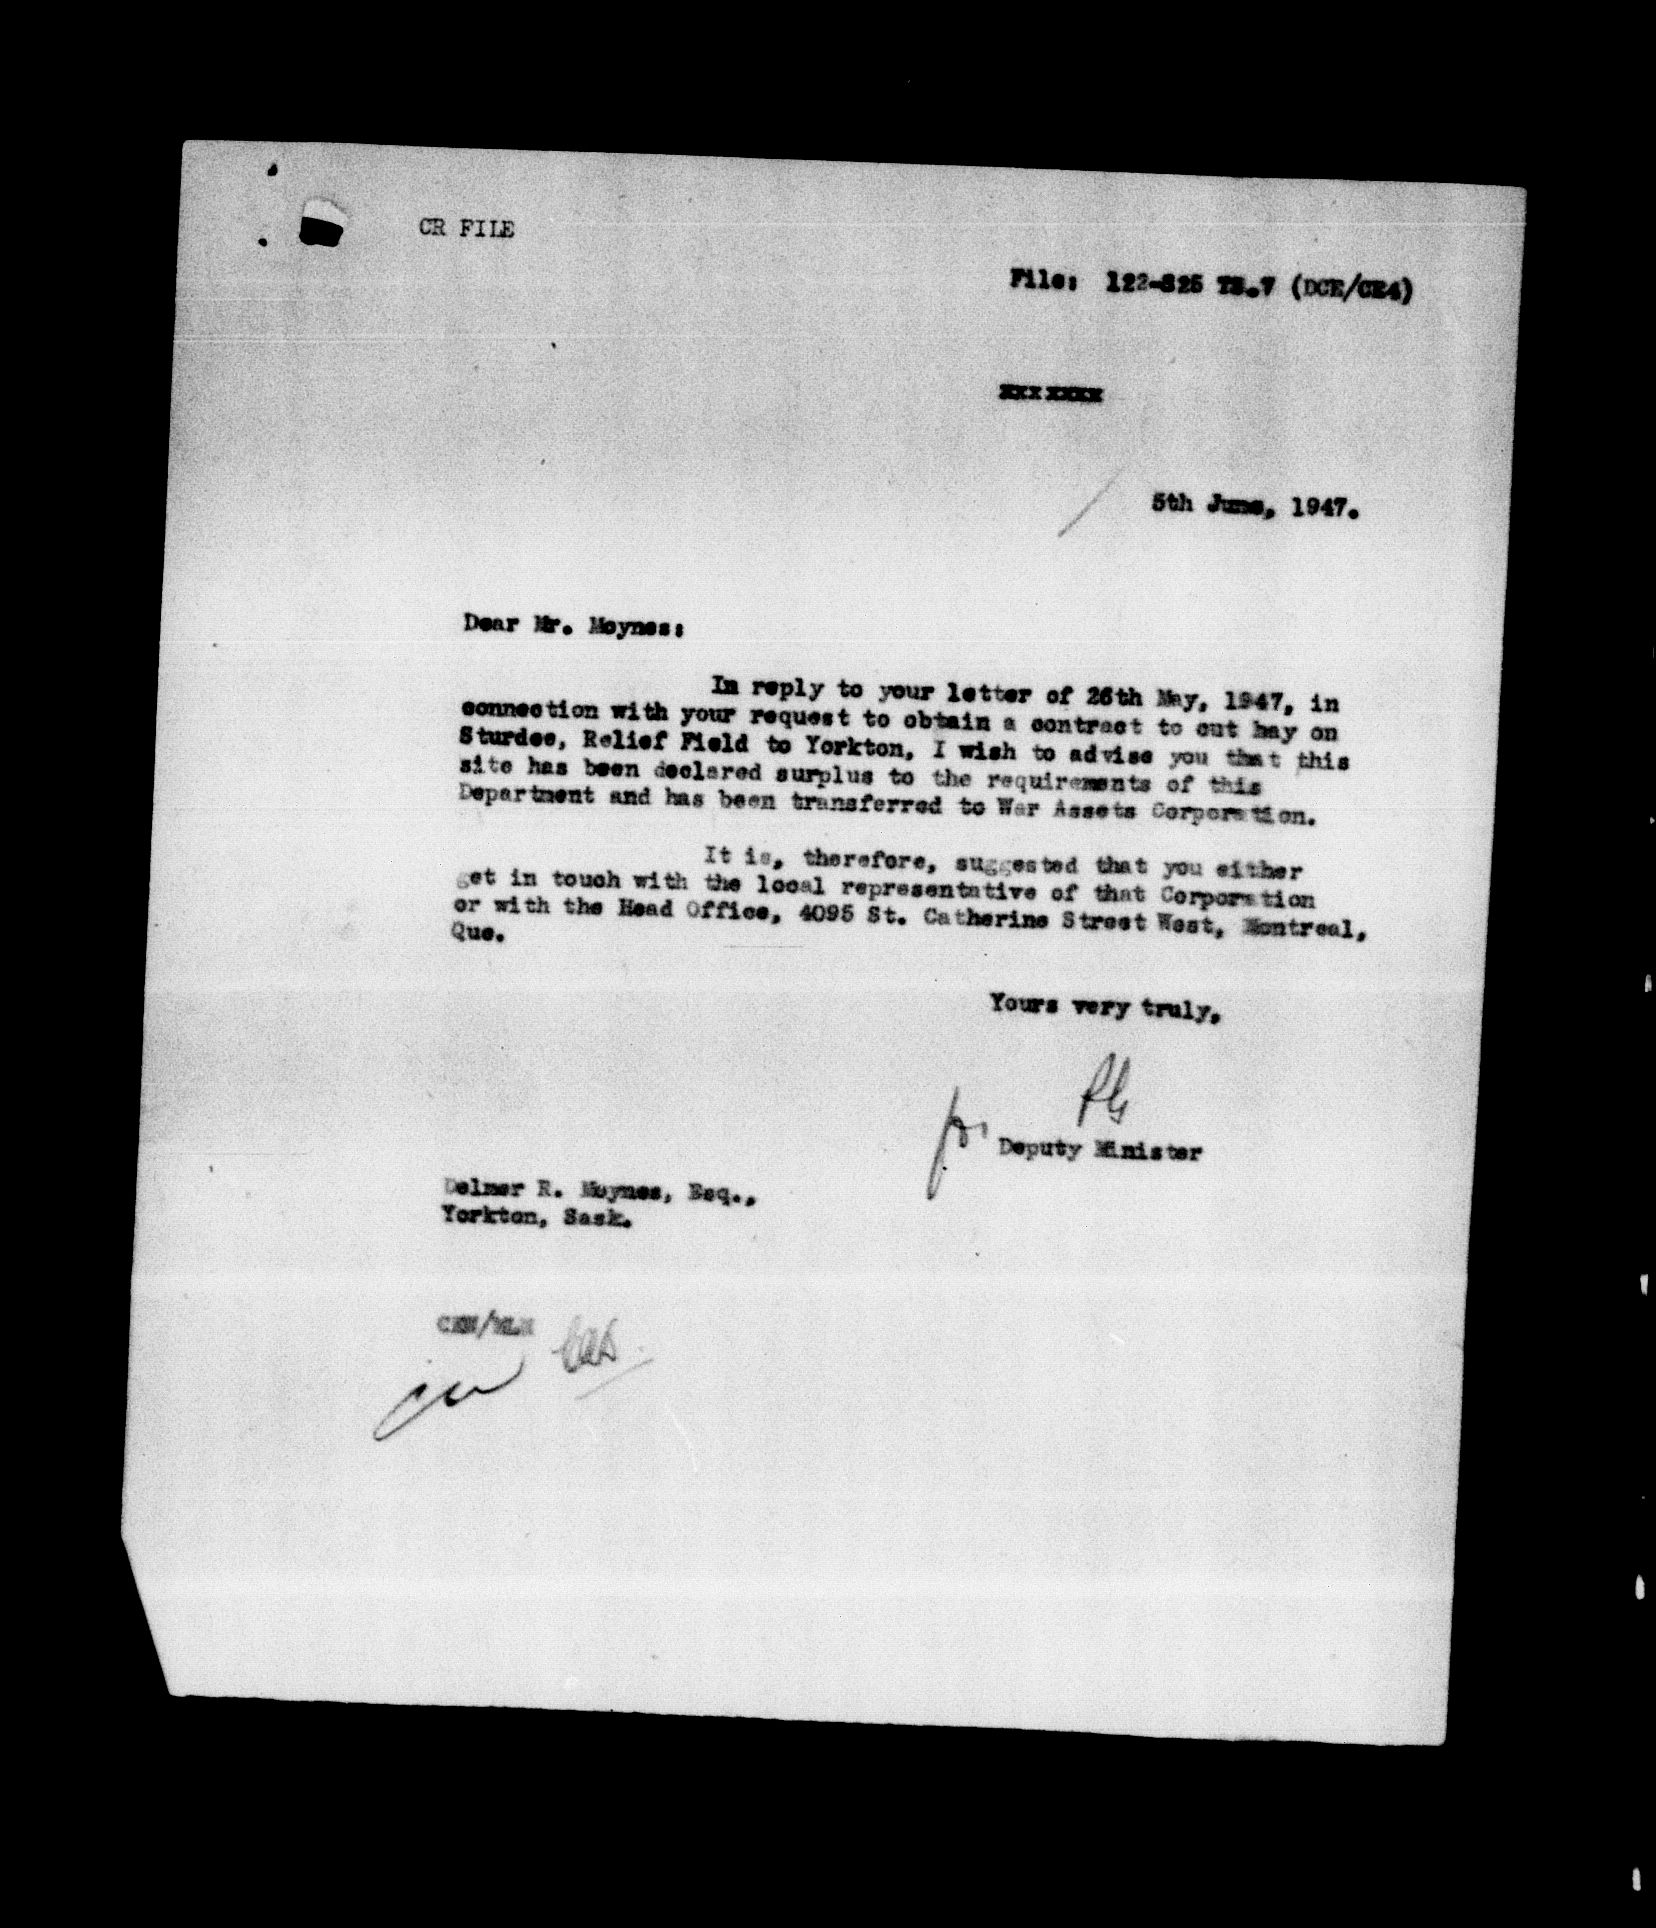 CR FILE
File: 122-S25 TS.7 (DCE/CE4)
xxxxxxx
5th June, 1947.
Dear Mr. Moynes:
In reply to your letter of 26th May, 1947, in
connection with your request to obtain a contract to cut hay on
Sturdee, Relief Field to Yorkton, I wish to advise you that this
site has been declared surplus to the requirements of this
Department and has been transferred to War Assets Corporation.
It is, therefore, suggested that you either
get in touch with the local representative of that Corporation
or with the Head Office, 4095 St. Catherine Street West, Montreal,
Que.
Yours very truly,
for Deputy Minister
Delmer R. Moynes, Esq.,
Yorkton, Sask.